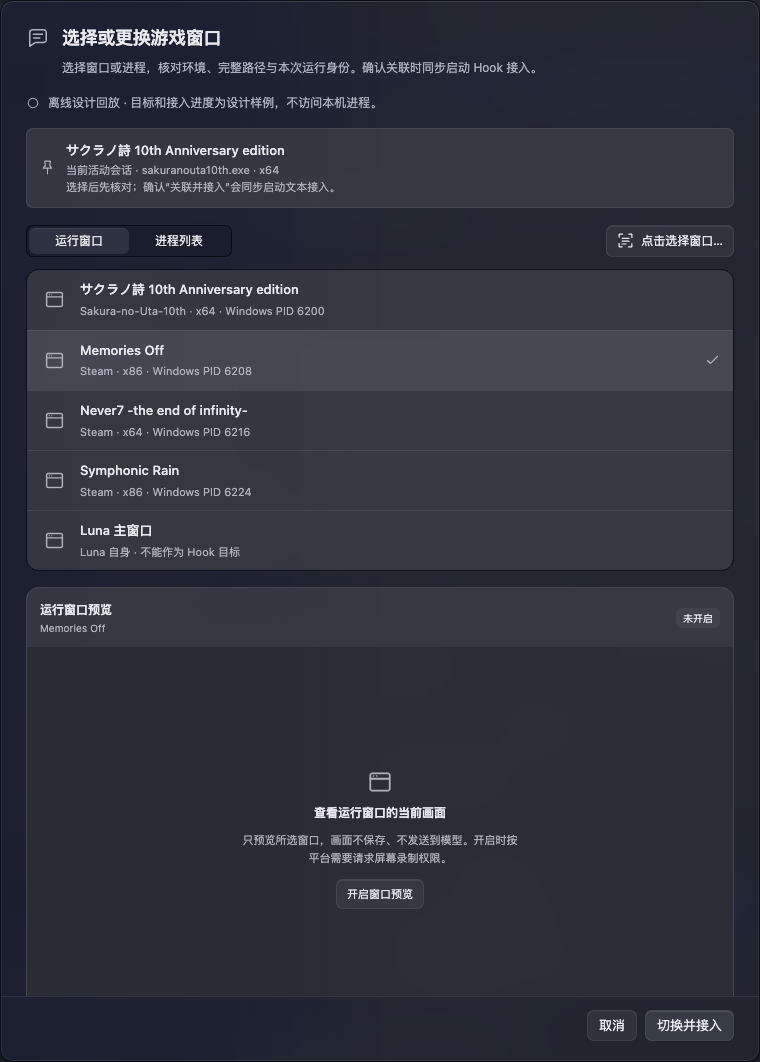 选择或更换游戏窗口
选择窗口或进程，核对环境、完整路径与本次运行身份。确认关联时同步启动 Hook 接入。
离线设计回放 · 目标和接入进度为设计样例，不访问本机进程。
サクラノ詩 10th Anniversary edition
当前活动会话 · sakuranouta10th.exe · x64
选择后先核对；确认“关联并接入”会同步启动文本接入。
运行窗口
进程列表
点击选择窗口...
サクラノ詩 10th Anniversary edition
Sakura-no-Uta-10th · x64 · Windows PID 6200
Memories Off
Steam · x86 · Windows PID 6208
Never7 -the end of infinity-
Steam · x64 · Windows PID 6216
Symphonic Rain
Steam · x86 · Windows PID 6224
Luna 主窗口
Luna 自身 · 不能作为 Hook 目标
运行窗口预览
Memories Off
未开启
查看运行窗口的当前画面
只预览所选窗口，画面不保存、不发送到模型。开启时按
平台需要请求屏幕录制权限。
开启窗口预览
取消
切换并接入